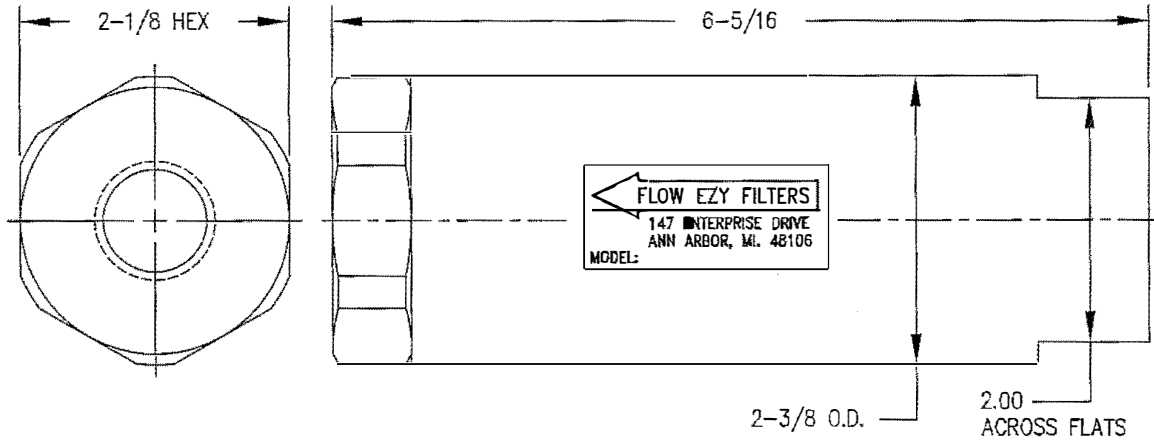 2-1/8 HEX
6-5/16
FLOW EZY FILTERS
147 ENTERPRISE DRIVE
ANN ARBOR, MI. 48106
MODEL:
2-3/8 O.D.
2.00
ACROSS FLATS